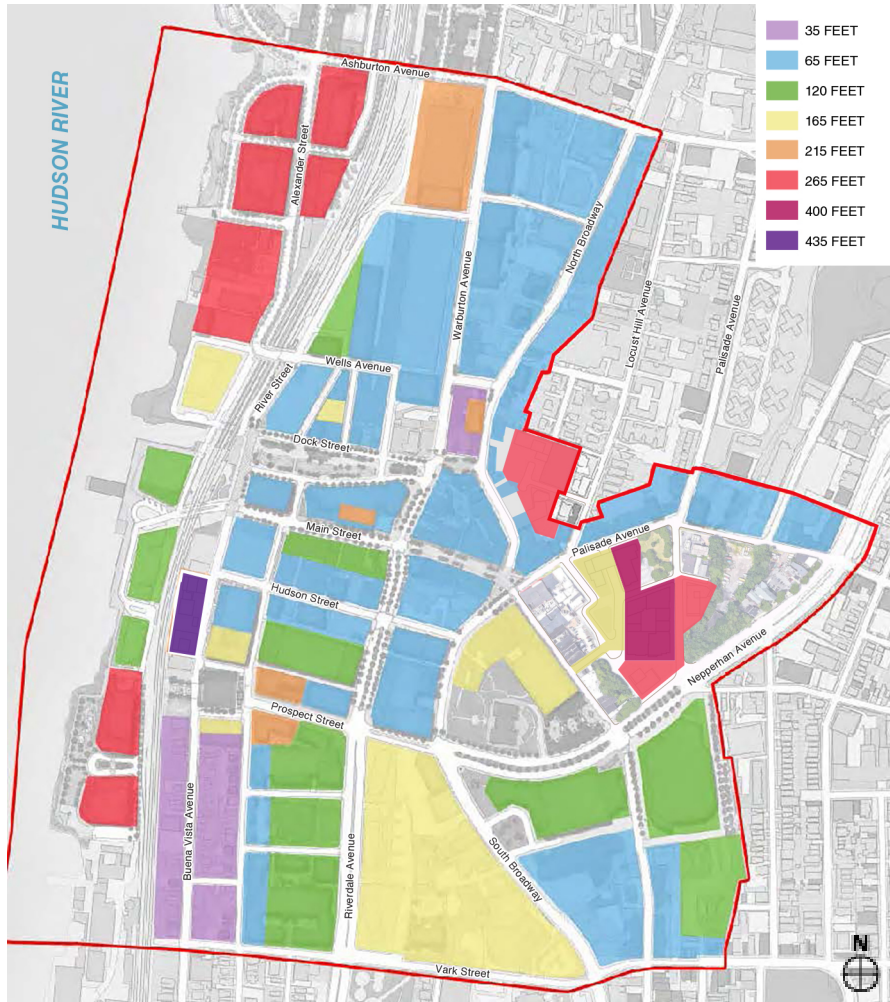 35 FEET
65 FEET
120 FEET
165 FEET
215 FEET
265 FEET
400 FEET
435 FEET
HUDSON RIVER
Ashburton Avenue
Alexander Street
North Broadway
Warburton Avenue
Locust Hill Avenue
Palisade Avenue
Wells Avenue
River Street
Dock Street
Main Street
Palisade Avenue
Hudson Street
Nepperhan Avenue
Prospect Street
Buena Vista Avenue
Riverdale Avenue
South Broadway
Vark Street
N